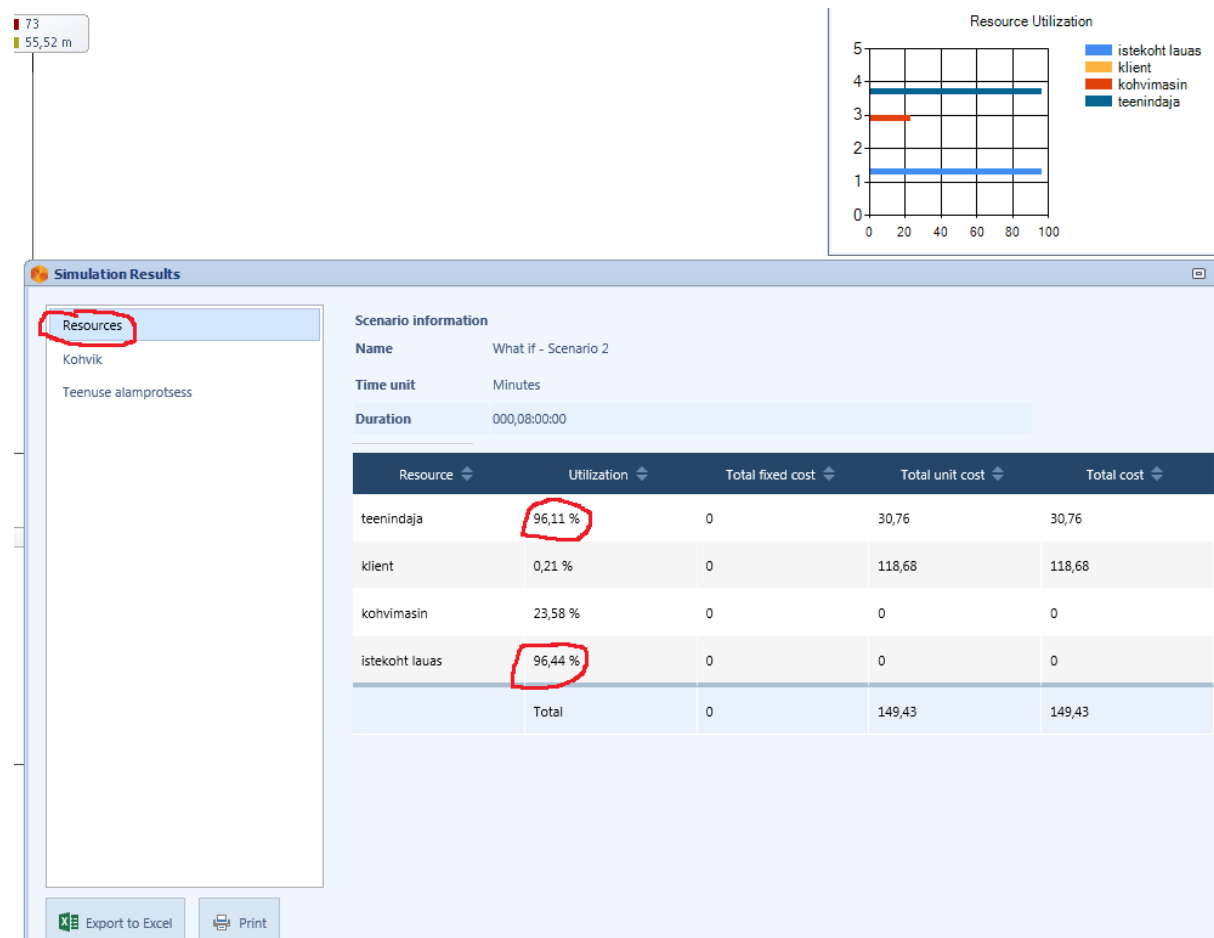 73
55,52 m
Resource Utilization
5
4
3
2
1
0
0 20 40 60 80 100
istekoht lauas
klient
kohvimasin
teenindaja
Simulation Results
Resources
Kohvik
Teenuse alamprotsess
Scenario information
Name What if - Scenario 2
Time unit Minutes
Duration 000,08:00:00
Resource Utilization Total fixed cost Total unit cost Total cost
teenindaja 96,11 % 0 30,76 30,76
klient 0,21 % 0 118,68 118,68
kohvimasin 23,58 % 0 0 0
istekoht lauas 96,44 % 0 0 0
Total 0 149,43 149,43
Export to Excel Print